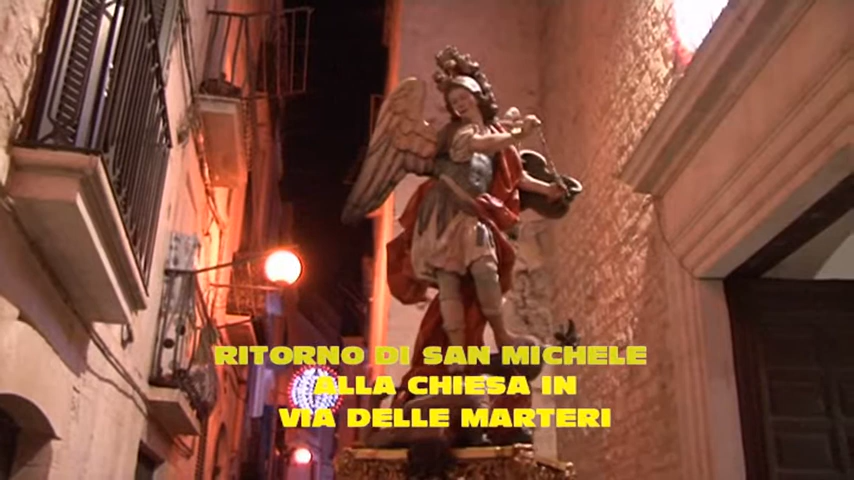 RITORNO DI SAN MICHELE
ALLA CHIESA IN
VIA DELLE MARTERI